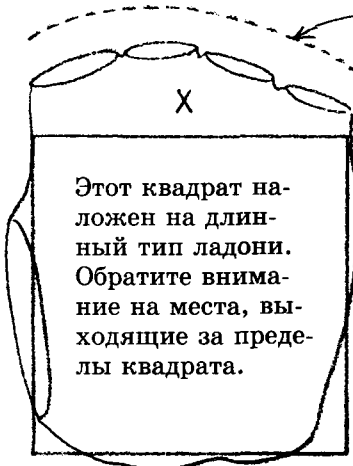 X
Этот квадрат на-
ложен на длин-
ный тип ладони.
Обратите внима-
ние на места, вы-
ходящие за преде-
лы квадрата.